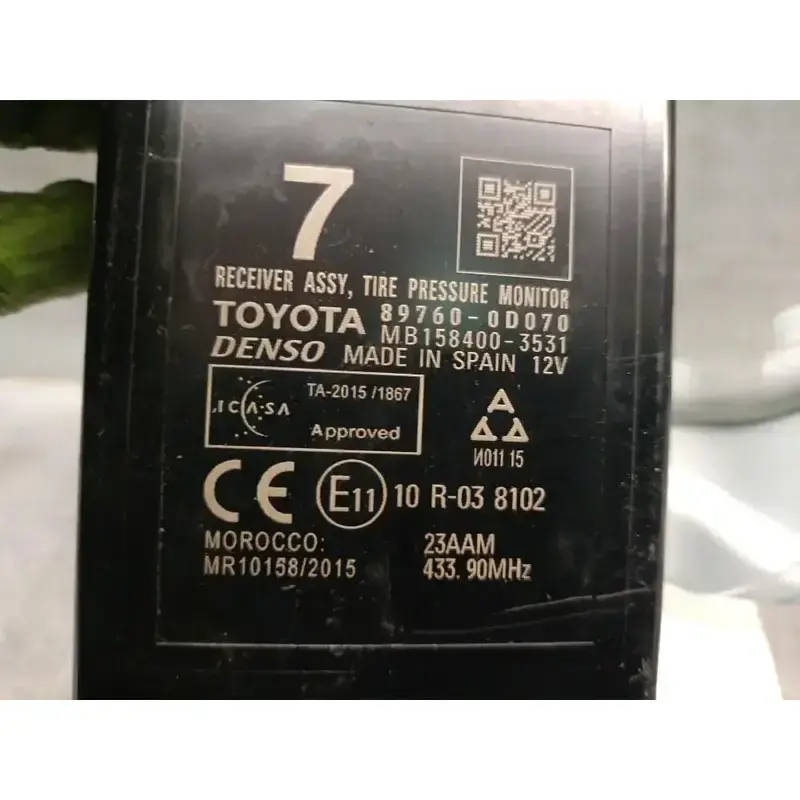 7
RECEIVER ASSY, TIRE PRESSURE MONITOR
TOYOTA 89760-0D070
MB158400-3531
DENSO MADE IN SPAIN 12V
ICASA TA-2015 /1867
Approved
И011 15
CE E11 10 R-03 8102
MOROCCO: 23AAM
MR10158/2015 433.90MHz